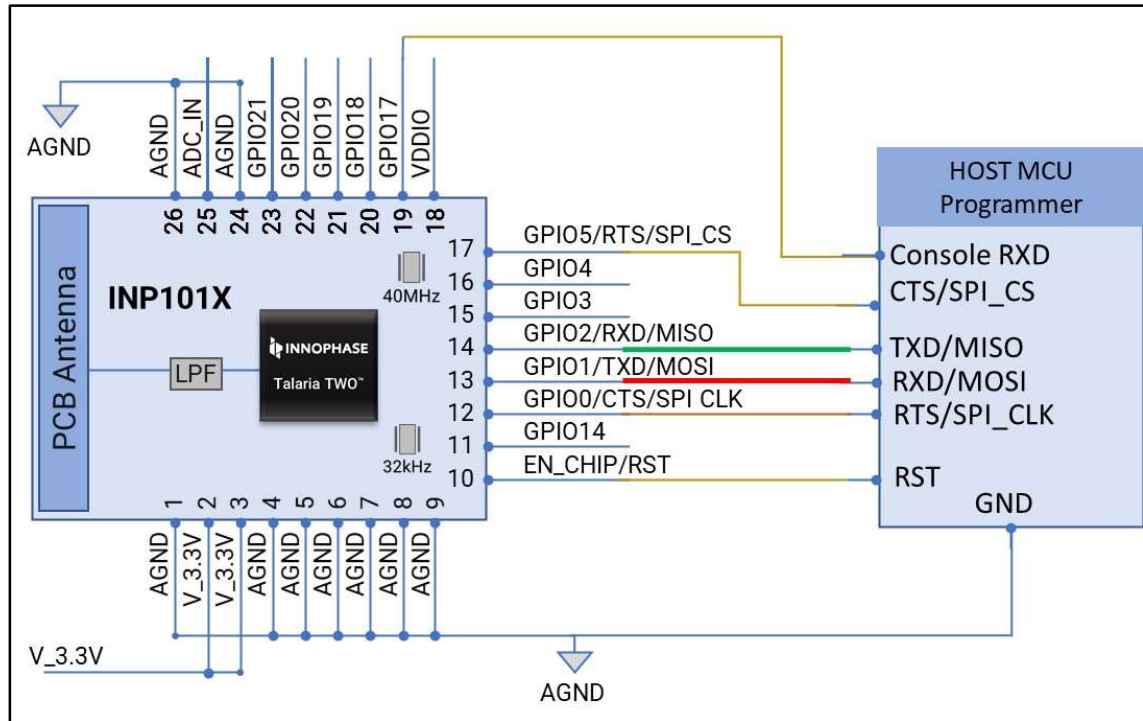 AGND
AGND
ADC_IN
AGND
GPIO21
GPIO20
GPIO19
GPIO18
GPIO17
VDDIO
26
25
24
23
22
21
20
19
18
PCB Antenna
INP101X
LPF
INNOPHASE
Talaria TWO™
40MHz
32kHz
17
16
15
14
13
12
11
10
GPIO5/RTS/SPI_CS
GPIO4
GPIO3
GPIO2/RXD/MISO
GPIO1/TXD/MOSI
GPIO0/CTS/SPI CLK
GPIO14
EN_CHIP/RST
HOST MCU
Programmer
Console RXD
CTS/SPI_CS
TXD/MISO
RXD/MOSI
RTS/SPI_CLK
RST
GND
1
2
3
4
5
6
7
8
9
AGND
V_3.3V
V_3.3V
AGND
AGND
AGND
AGND
AGND
AGND
V_3.3V
AGND